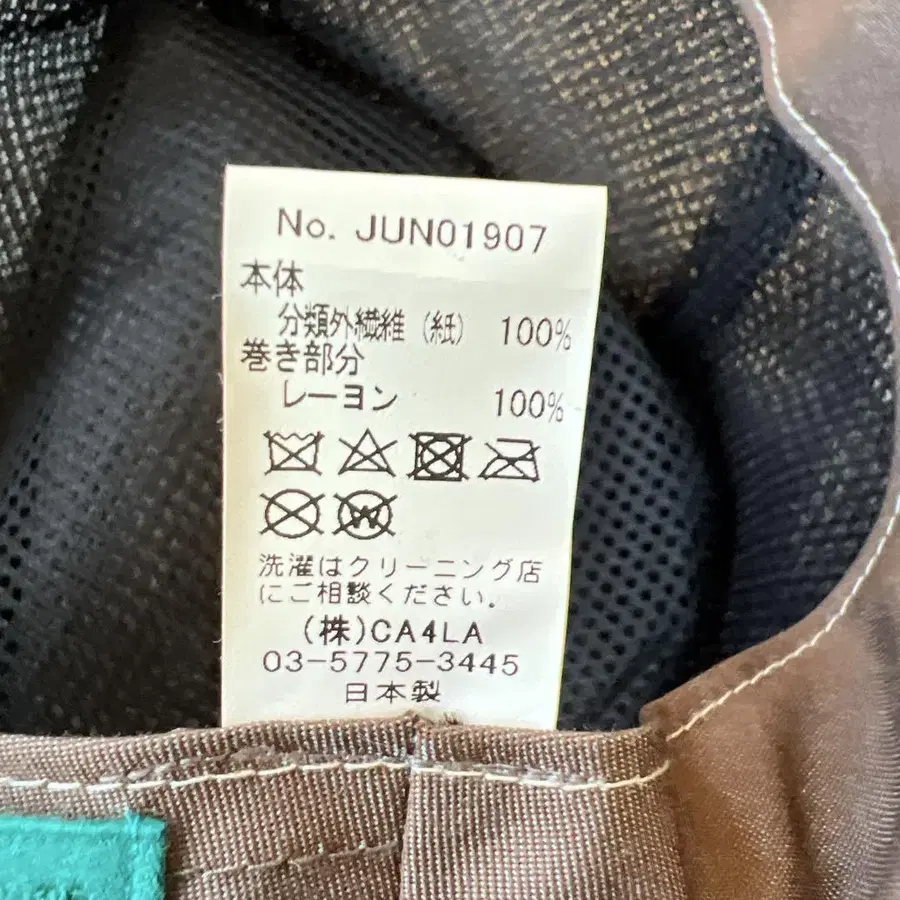 No. JUN01907
本体
分類外繊維(紙) 100%
巻き部分
レーヨン 100%
洗濯はクリーニング店
にご相談ください。
(株)CA4LA
03-5775-3445
日本製